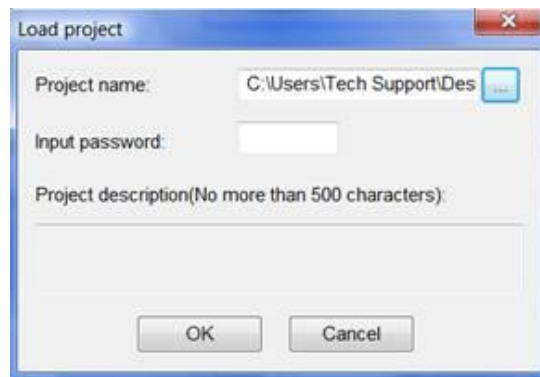 Load project
Project name: C:\Users\Tech Support\Des ...
Input password:
Project description(No more than 500 characters):
OK Cancel